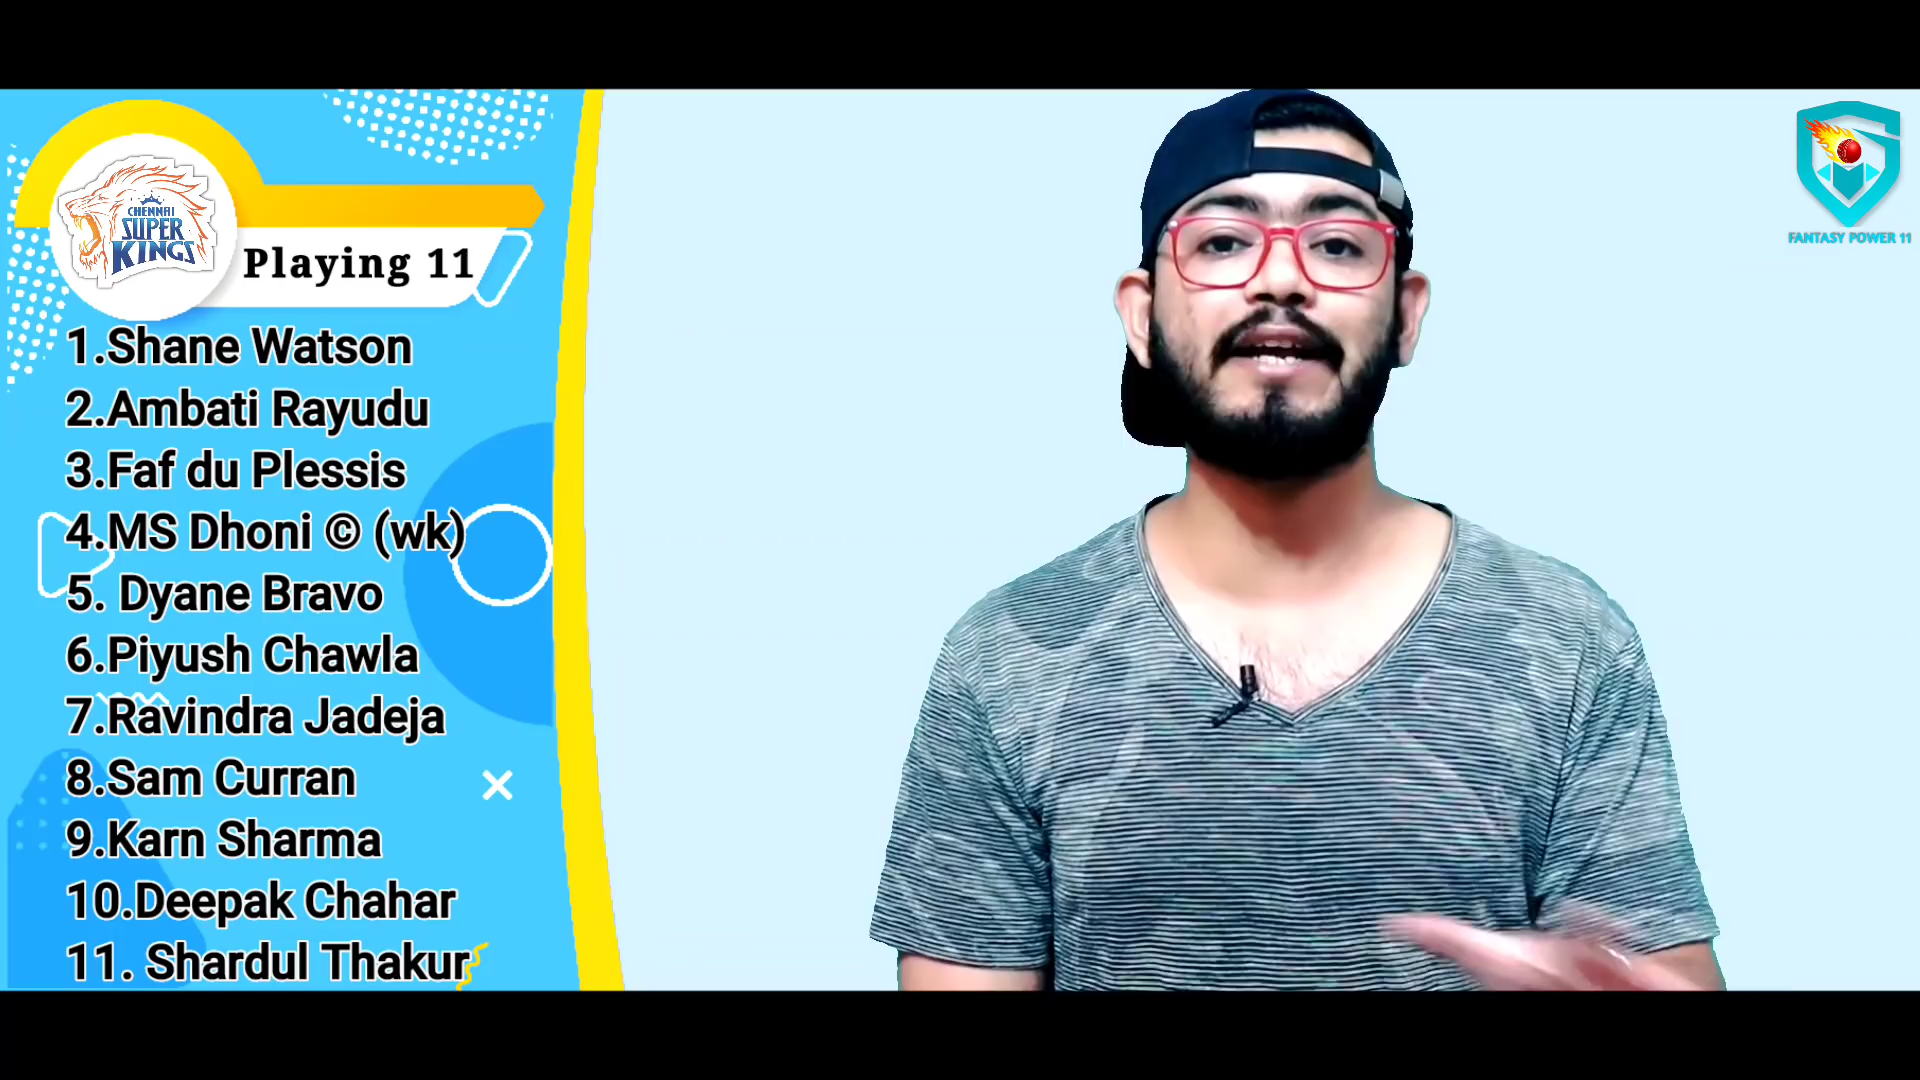 CHENNAI
SUPER
KINGS
Playing 11
1.Shane Watson
2.Ambati Rayudu
3.Faf du Plessis
4.MS Dhoni © (wk)
5. Dyane Bravo
6.Piyush Chawla
7.Ravindra Jadeja
8.Sam Curran
9.Karn Sharma
10.Deepak Chahar
11. Shardul Thakur
FANTASY POWER 11